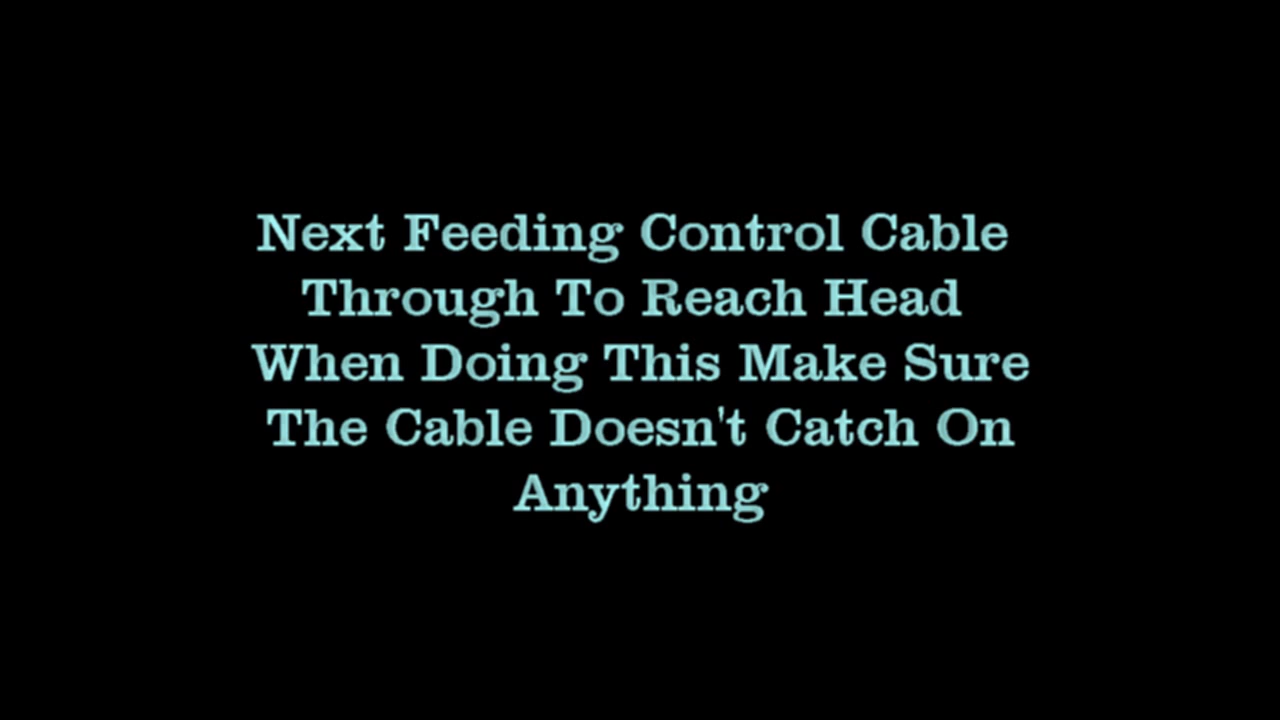 Next Feeding Control Cable
Through To Reach Head
When Doing This Make Sure
The Cable Doesn't Catch On
Anything